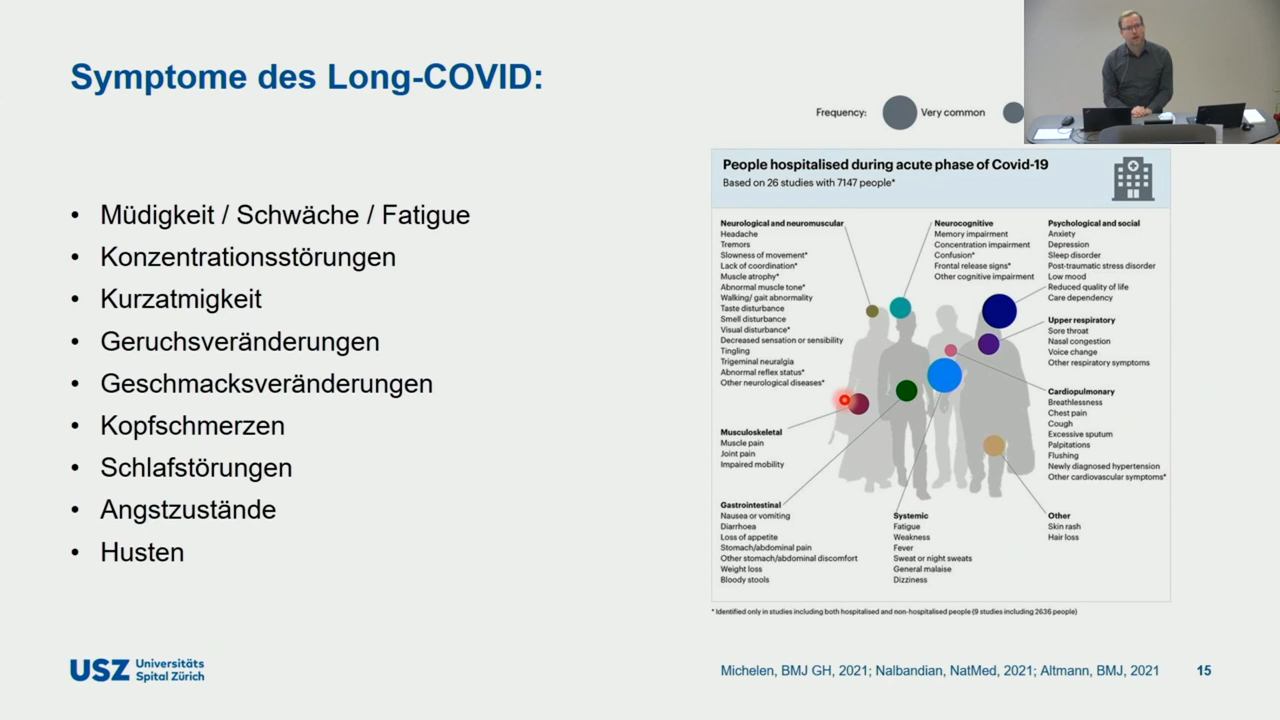 Symptome des Long-COVID:
Frequency:
Very common
• Müdigkeit / Schwäche / Fatigue
• Konzentrationsstörungen
• Kurzatmigkeit
• Geruchsveränderungen
• Geschmacksveränderungen
• Kopfschmerzen
• Schlafstörungen
• Angstzustände
• Husten
People hospitalised during acute phase of Covid-19
Based on 26 studies with 7147 people*
Neurological and neuromuscular
Headache
Tremors
Slowness of movement*
Lack of coordination*
Muscle atrophy*
Abnormal muscle tone*
Walking/ gait abnormality
Taste disturbance
Smell disturbance
Visual disturbance*
Decreased sensation or sensibility
Tingling
Trigeminal neuralgia
Abnormal reflex status*
Other neurological diseases*
Neurocognitive
Memory impairment
Concentration impairment
Confusion*
Frontal release signs*
Other cognitive impairment
Psychological and social
Anxiety
Depression
Sleep disorder
Post-traumatic stress disorder
Low mood
Reduced quality of life
Care dependency
Upper respiratory
Sore throat
Nasal congestion
Voice change
Other respiratory symptoms
Cardiopulmonary
Breathlessness
Chest pain
Cough
Excessive sputum
Palpitations
Flushing
Newly diagnosed hypertension
Other cardiovascular symptoms*
Musculoskeletal
Muscle pain
Joint pain
Impaired mobility
Gastrointestinal
Nausea or vomiting
Diarrhoea
Loss of appetite
Stomach/abdominal pain
Other stomach/abdominal discomfort
Weight loss
Bloody stools
Systemic
Fatigue
Weakness
Fever
Sweat or night sweats
General malaise
Dizziness
Other
Skin rash
Hair loss
* Identified only in studies including both hospitalised and non-hospitalised people (9 studies including 2636 people)
USZ Universitäts
Spital Zürich
Michelen, BMJ GH, 2021; Nalbandian, NatMed, 2021; Altmann, BMJ, 2021
15